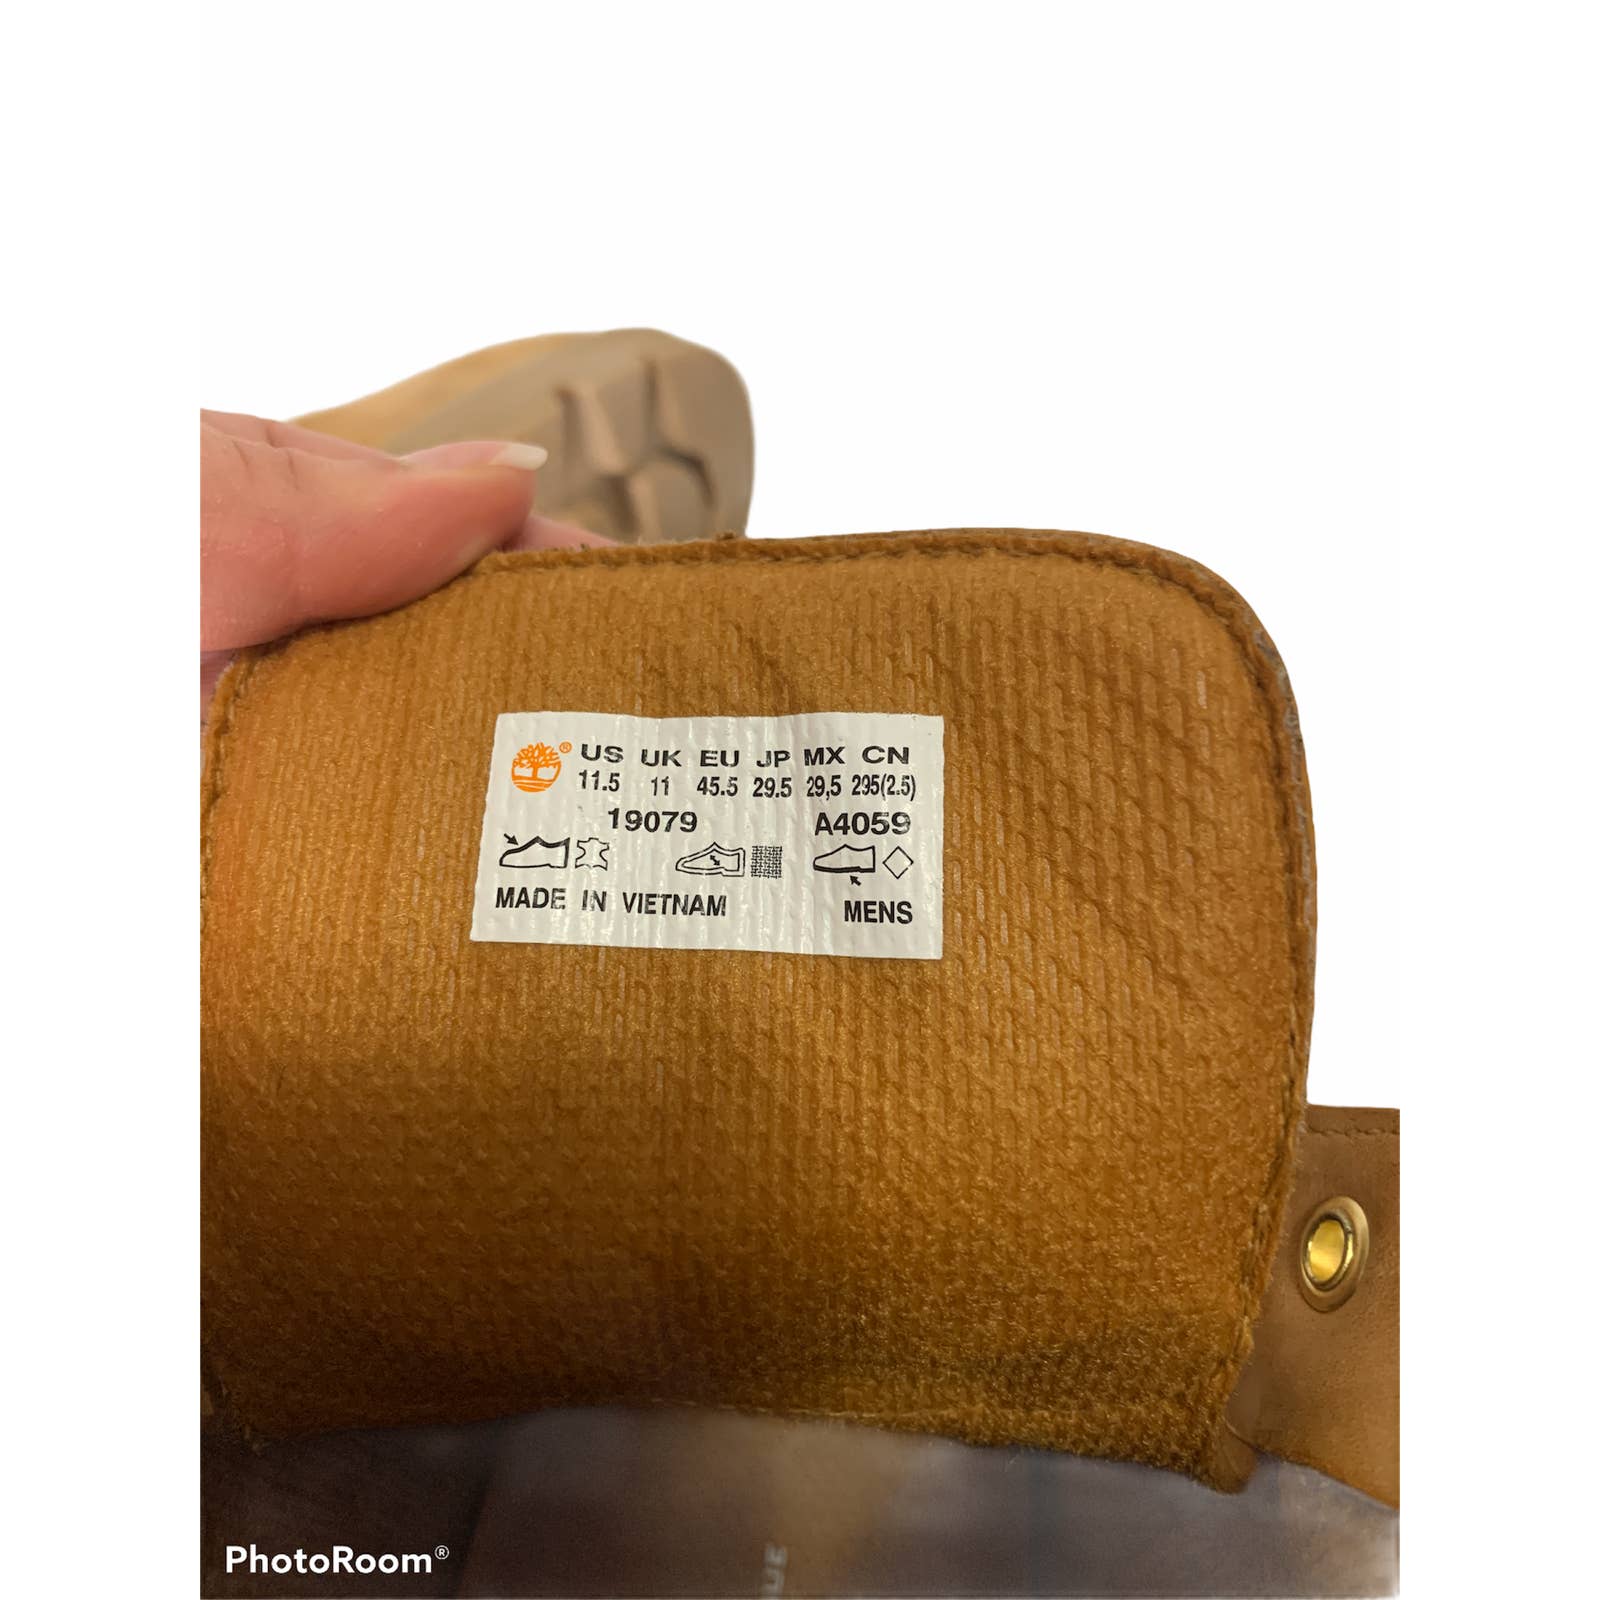 ® US UK EU JP MX CN
11.5 11 45.5 29.5 29,5 295(2.5)
19079 A4059
MADE IN VIETNAM MENS
PhotoRoom®